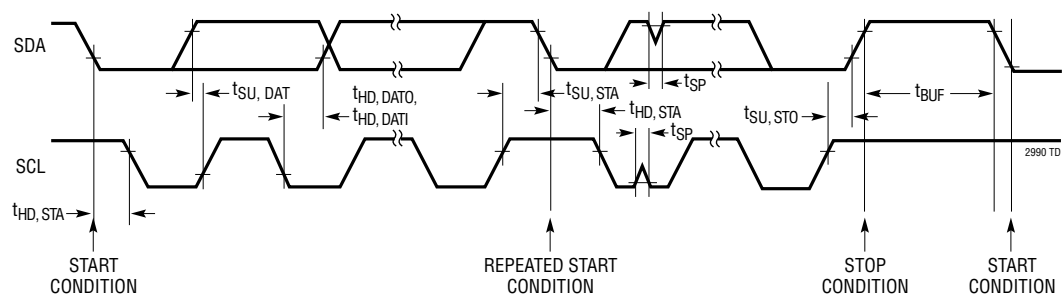 SDA
tSU, DAT
tHD, DATO,
tHD, DATI
tSU, STA
tHD, STA
tSP
tSP
tSU, STO
tBUF
SCL
2990 TD
tHD, STA
START
CONDITION
REPEATED START
CONDITION
STOP
CONDITION
START
CONDITION